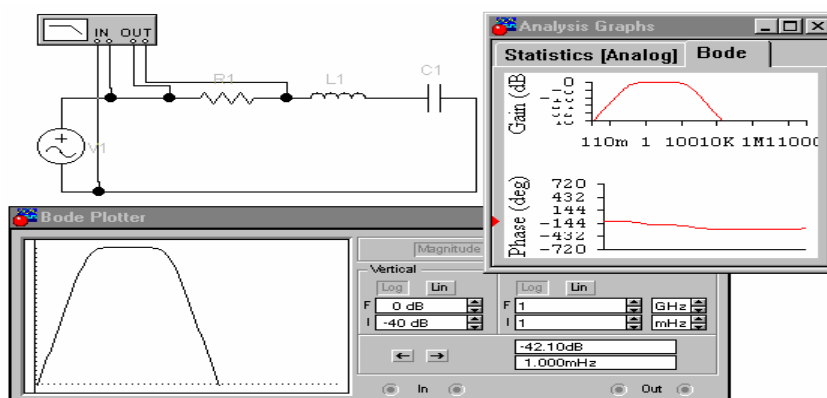 IN OUT
R1
L1
C1
V1
Analysis Graphs
Statistics [Analog] Bode
Gain (dB
110m 1 10010K 1M11000
Phase (deg)
720
432
144
-144
-432
-720
Bode Plotter
Magnitude
Vertical
Log Lin
Log Lin
F 0 dB
F 1 GHz
I -40 dB
I 1 mHz
-42.10dB
1.000mHz
In
Out